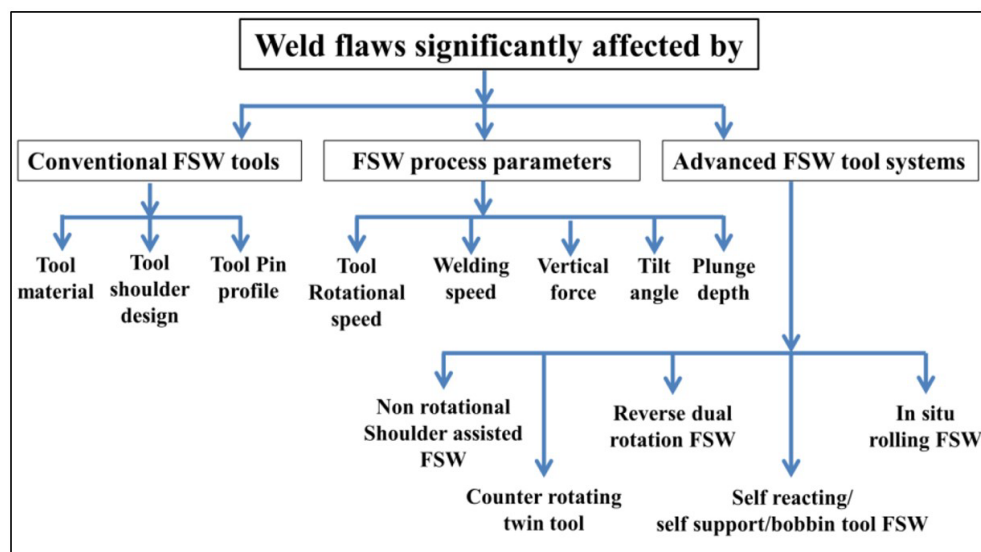 Weld flaws significantly affected by
Conventional FSW tools
FSW process parameters
Advanced FSW tool systems
Tool
material
Tool
shoulder
design
Tool Pin
profile
Tool
Rotational
speed
Welding
speed
Vertical
force
Tilt
angle
Plunge
depth
Non rotational
Shoulder assisted
FSW
Counter rotating
twin tool
Reverse dual
rotation FSW
Self reacting/
self support/bobbin tool FSW
In situ
rolling FSW